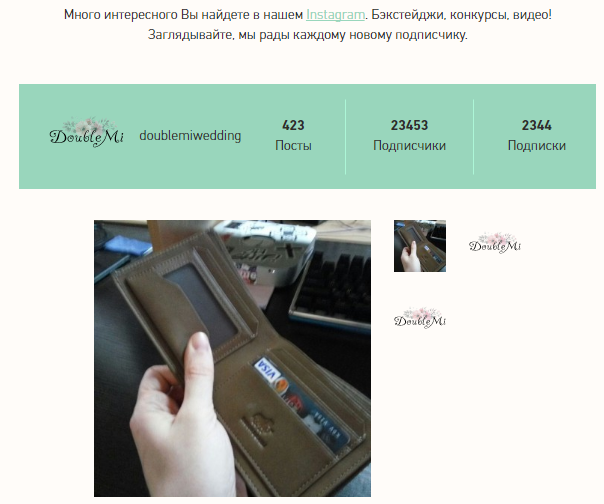 Много интересного Вы найдете в нашем Instagram. Бэкстейджи, конкурсы, видео!
Заглядывайте, мы рады каждому новому подписчику.
DoubleMi
doublemiwedding
423
Посты
23453
Подписчики
2344
Подписки
DoubleMi
DoubleMi
VISA